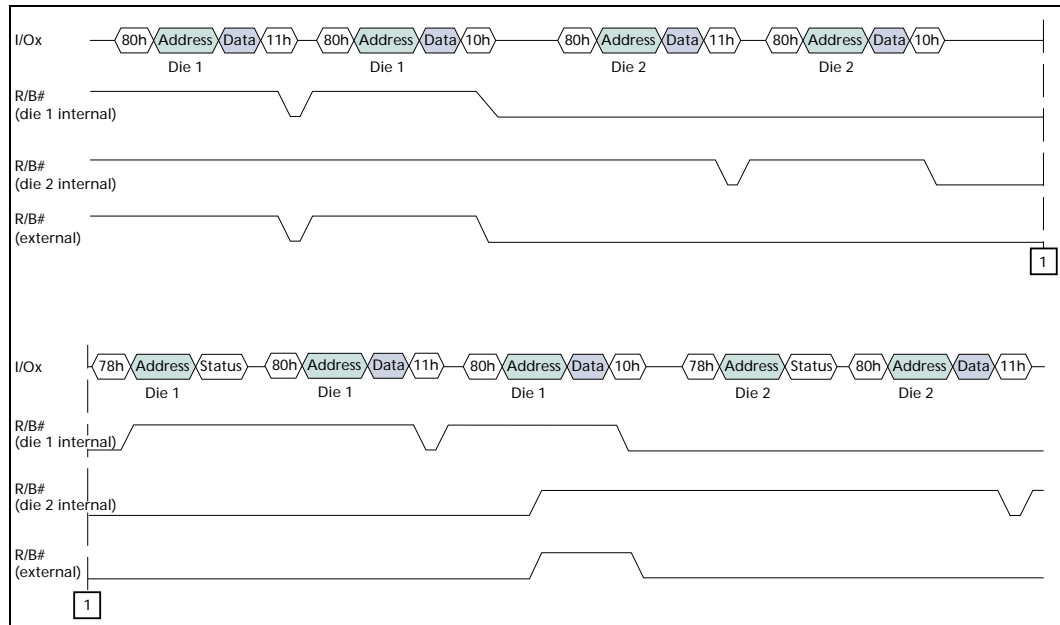 I/Ox 80h Address Data 11h 80h Address Data 10h 80h Address Data 11h 80h Address Data 10h
Die 1 Die 1 Die 2 Die 2
R/B#
(die 1 internal)
R/B#
(die 2 internal)
R/B#
(external)
1
I/Ox 78h Address Status 80h Address Data 11h 80h Address Data 10h 78h Address Status 80h Address Data 11h
Die 1 Die 1 Die 1 Die 2 Die 2
R/B#
(die 1 internal)
R/B#
(die 2 internal)
R/B#
(external)
1